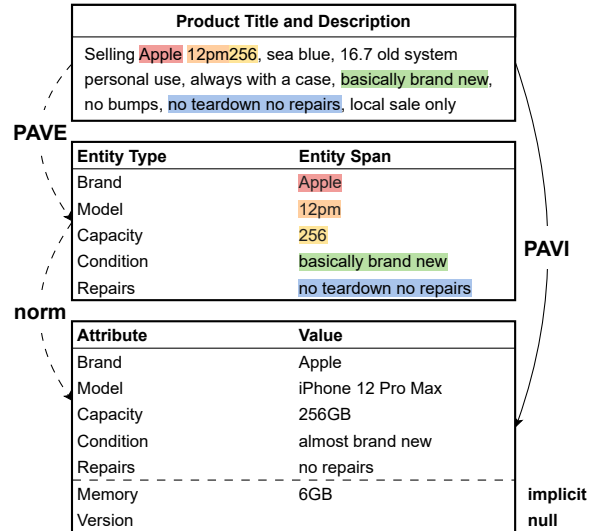 Product Title and Description
Selling Apple 12pm256, sea blue, 16.7 old system
personal use, always with a case, basically brand new,
no bumps, no teardown no repairs, local sale only
PAVE
Entity Type Entity Span
Brand Apple
Model 12pm
Capacity 256
Condition basically brand new
Repairs no teardown no repairs
PAVI
norm
Attribute Value
Brand Apple
Model iPhone 12 Pro Max
Capacity 256GB
Condition almost brand new
Repairs no repairs
Memory 6GB implicit
Version null